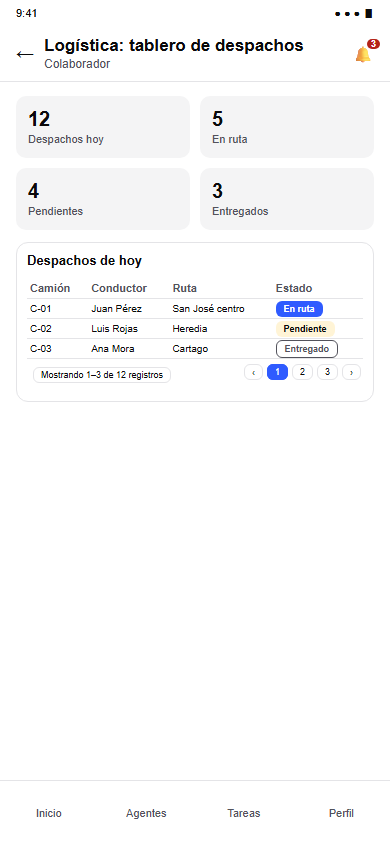 9:41
← Logística: tablero de despachos
3
Colaborador
12
Despachos hoy
5
En ruta
4
Pendientes
3
Entregados
Despachos de hoy
Camión Conductor Ruta Estado
C-01 Juan Pérez San José centro En ruta
C-02 Luis Rojas Heredia Pendiente
C-03 Ana Mora Cartago Entregado
Mostrando 1–3 de 12 registros ‹ 1 2 3 ›
Inicio Agentes Tareas Perfil